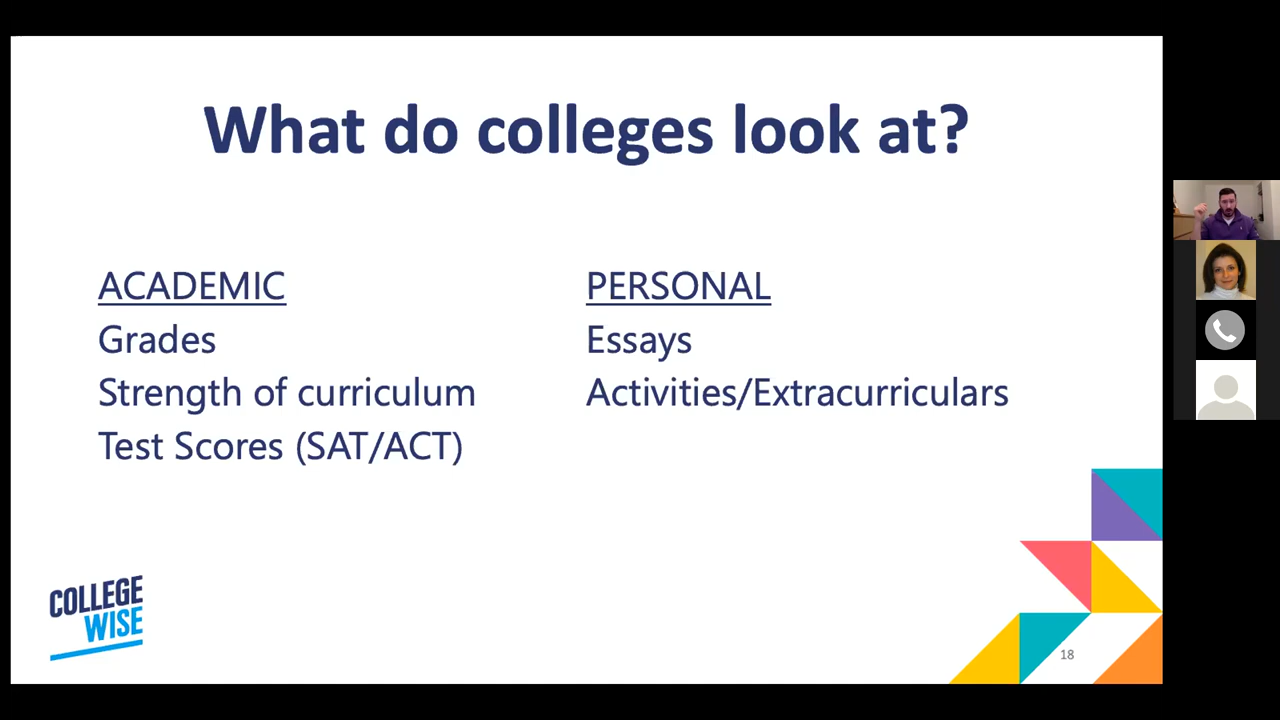 What do colleges look at?
ACADEMIC
Grades
Strength of curriculum
Test Scores (SAT/ACT)
PERSONAL
Essays
Activities/Extracurriculars
COLLEGE
WISE
18